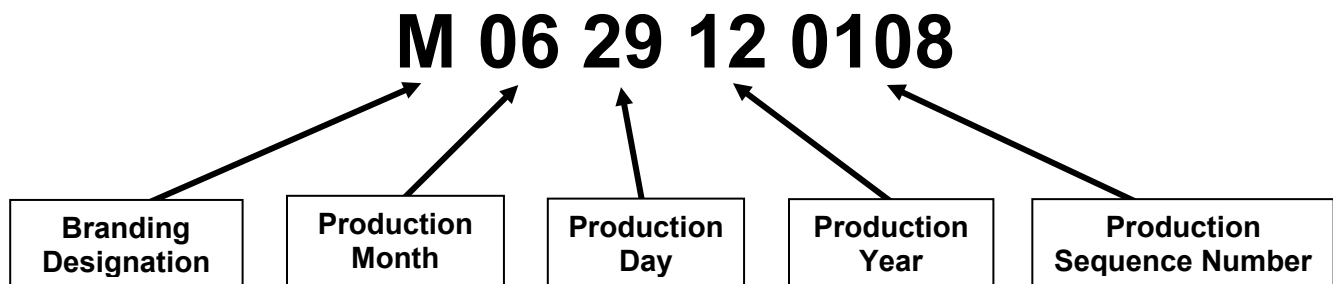 M 06 29 12 0108
Branding
Designation
Production
Month
Production
Day
Production
Year
Production
Sequence Number